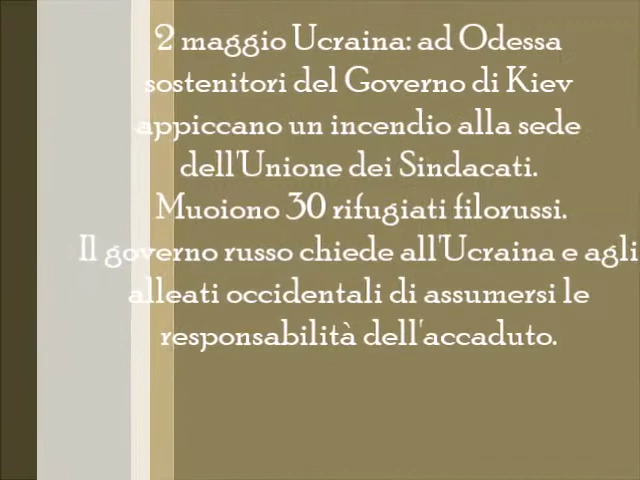 2 maggio Ucraina: ad Odessa
sostenitori del Governo di Kiev
appiccano un incendio alla sede
dell'Unione dei Sindacati.
Muoiono 30 rifugiati filorussi.
Il governo russo chiede all'Ucraina e agli
alleati occidentali di assumersi le
responsabilità dell'accaduto.